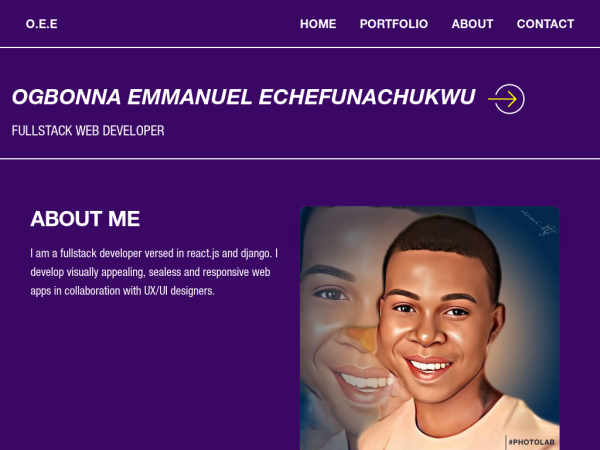 O.E.E
HOME PORTFOLIO ABOUT CONTACT
OGBONNA EMMANUEL ECHEFUNACHUKWU
FULLSTACK WEB DEVELOPER
ABOUT ME
I am a fullstack developer versed in react.js and django. I
develop visually appealing, sealess and responsive web
apps in collaboration with UX/UI designers.
#PHOTOLAB